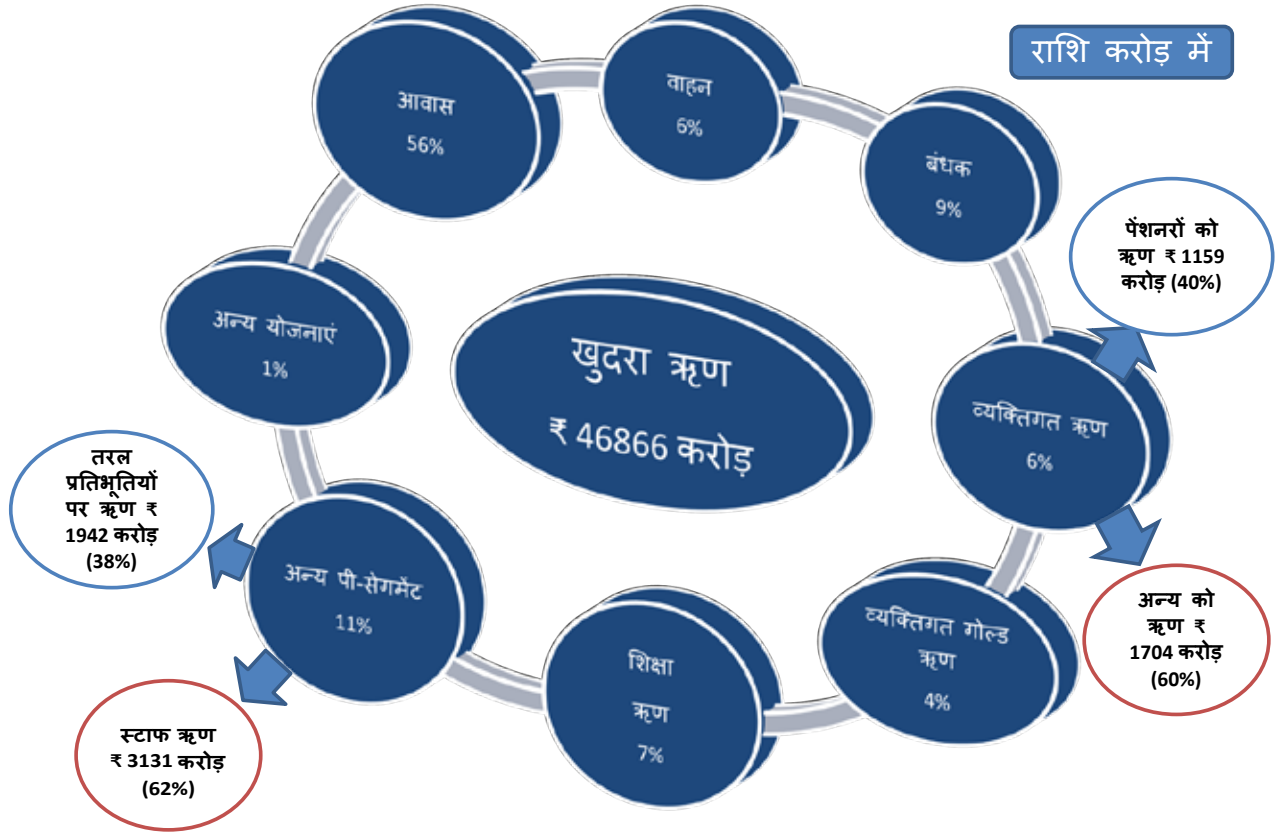 राशि करोड़ में
आवास
56%
वाहन
6%
बंधक
9%
पेंशनरों को
ऋण ₹ 1159
करोड़ (40%)
अन्य योजनाएं
1%
खुदरा ऋण
₹ 46866 करोड़
व्यक्तिगत ऋण
6%
तरल
प्रतिभूतियों
पर ऋण ₹
1942 करोड़
(38%)
अन्य पी-सेगमेंट
11%
व्यक्तिगत गोल्ड
ऋण
4%
अन्य को
ऋण ₹
1704 करोड़
(60%)
शिक्षा
ऋण
7%
स्टाफ ऋण
₹ 3131 करोड़
(62%)